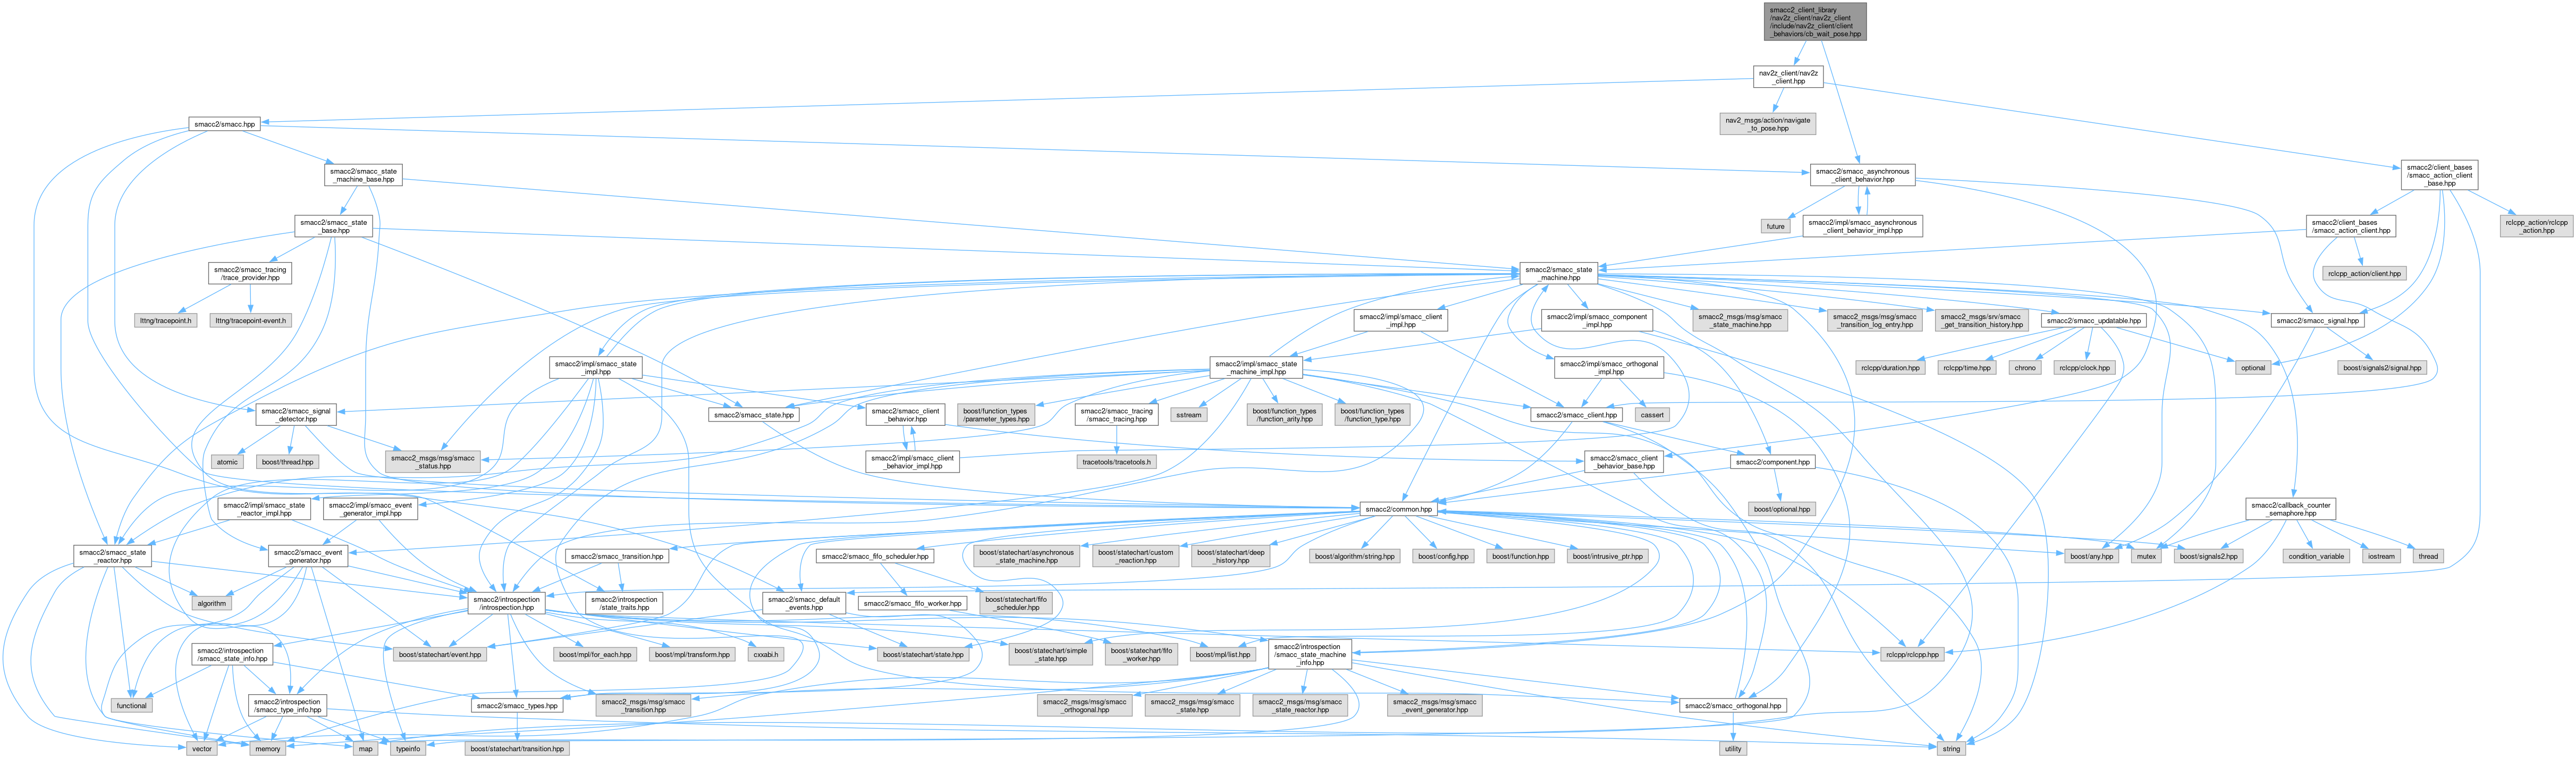 smacc2_client_library
/nav2z_client/nav2z_client
/include/nav2z_client/client
_behaviors/cb_wait_pose.hpp
nav2z_client/nav2z
_client.hpp
smacc2/smacc.hpp
nav2_msgs/action/navigate
_to_pose.hpp
smacc2/smacc_state
_machine_base.hpp
smacc2/smacc_asynchronous
_client_behavior.hpp
smacc2/client_bases
/smacc_action_client
_base.hpp
smacc2/smacc_state
_base.hpp
future
smacc2/impl/smacc_asynchronous
_client_behavior_impl.hpp
smacc2/client_bases
/smacc_action_client.hpp
rclcpp_action/rclcpp
_action.hpp
smacc2/smacc_tracing
/trace_provider.hpp
smacc2/smacc_state
_machine.hpp
rclcpp_action/client.hpp
lttng/tracepoint.h
lttng/tracepoint-event.h
smacc2/impl/smacc_client
_impl.hpp
smacc2/impl/smacc_component
_impl.hpp
smacc2_msgs/msg/smacc
_state_machine.hpp
smacc2_msgs/msg/smacc
_transition_log_entry.hpp
smacc2_msgs/srv/smacc
_get_transition_history.hpp
smacc2/smacc_updatable.hpp
smacc2/smacc_signal.hpp
smacc2/impl/smacc_state
_impl.hpp
smacc2/impl/smacc_state
_machine_impl.hpp
smacc2/impl/smacc_orthogonal
_impl.hpp
rclcpp/duration.hpp
rclcpp/time.hpp
chrono
rclcpp/clock.hpp
optional
boost/signals2/signal.hpp
smacc2/smacc_signal
_detector.hpp
smacc2/smacc_state.hpp
smacc2/smacc_client
_behavior.hpp
boost/function_types
/parameter_types.hpp
smacc2/smacc_tracing
/smacc_tracing.hpp
sstream
boost/function_types
/function_arity.hpp
boost/function_types
/function_type.hpp
smacc2/smacc_client.hpp
cassert
atomic
boost/thread.hpp
smacc2_msgs/msg/smacc
_status.hpp
smacc2/impl/smacc_client
_behavior_impl.hpp
tracetools/tracetools.h
smacc2/smacc_client
_behavior_base.hpp
smacc2/component.hpp
smacc2/impl/smacc_state
_reactor_impl.hpp
smacc2/impl/smacc_event
_generator_impl.hpp
smacc2/common.hpp
boost/optional.hpp
smacc2/callback_counter
_semaphore.hpp
smacc2/smacc_state
_reactor.hpp
smacc2/smacc_event
_generator.hpp
smacc2/smacc_transition.hpp
smacc2/smacc_fifo_scheduler.hpp
boost/statechart/asynchronous
_state_machine.hpp
boost/statechart/custom
_reaction.hpp
boost/statechart/deep
_history.hpp
boost/algorithm/string.hpp
boost/config.hpp
boost/function.hpp
boost/intrusive_ptr.hpp
boost/any.hpp
mutex
boost/signals2.hpp
condition_variable
iostream
thread
algorithm
smacc2/introspection
/introspection.hpp
smacc2/introspection
/state_traits.hpp
smacc2/smacc_default
_events.hpp
smacc2/smacc_fifo_worker.hpp
boost/statechart/fifo
_scheduler.hpp
smacc2/introspection
/smacc_state_info.hpp
boost/statechart/event.hpp
boost/mpl/for_each.hpp
boost/mpl/transform.hpp
cxxabi.h
boost/statechart/state.hpp
boost/statechart/simple
_state.hpp
boost/statechart/fifo
_worker.hpp
boost/mpl/list.hpp
smacc2/introspection
/smacc_state_machine
_info.hpp
rclcpp/rclcpp.hpp
functional
smacc2/introspection
/smacc_type_info.hpp
smacc2/smacc_types.hpp
smacc2_msgs/msg/smacc
_transition.hpp
smacc2_msgs/msg/smacc
_orthogonal.hpp
smacc2_msgs/msg/smacc
_state.hpp
smacc2_msgs/msg/smacc
_state_reactor.hpp
smacc2_msgs/msg/smacc
_event_generator.hpp
smacc2/smacc_orthogonal.hpp
vector
memory
map
typeinfo
boost/statechart/transition.hpp
utility
string